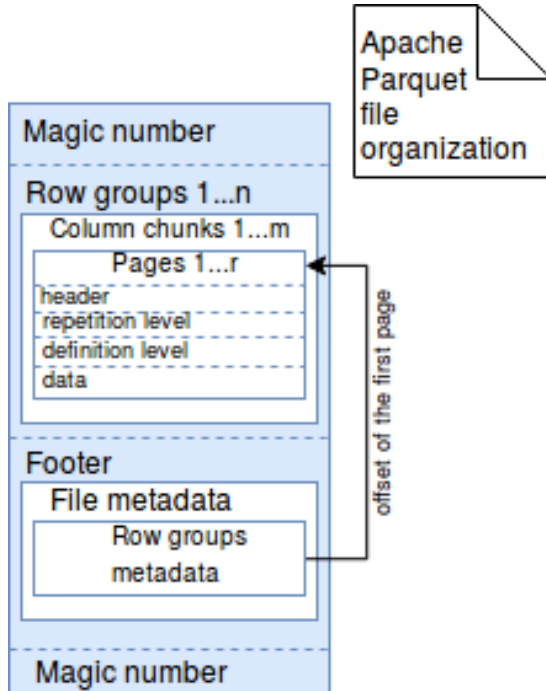 Apache
Parquet
file
organization
Magic number
Row groups 1...n
Column chunks 1...m
Pages 1...r
header
repetition level
definition level
data
offset of the first page
Footer
File metadata
Row groups
metadata
Magic number